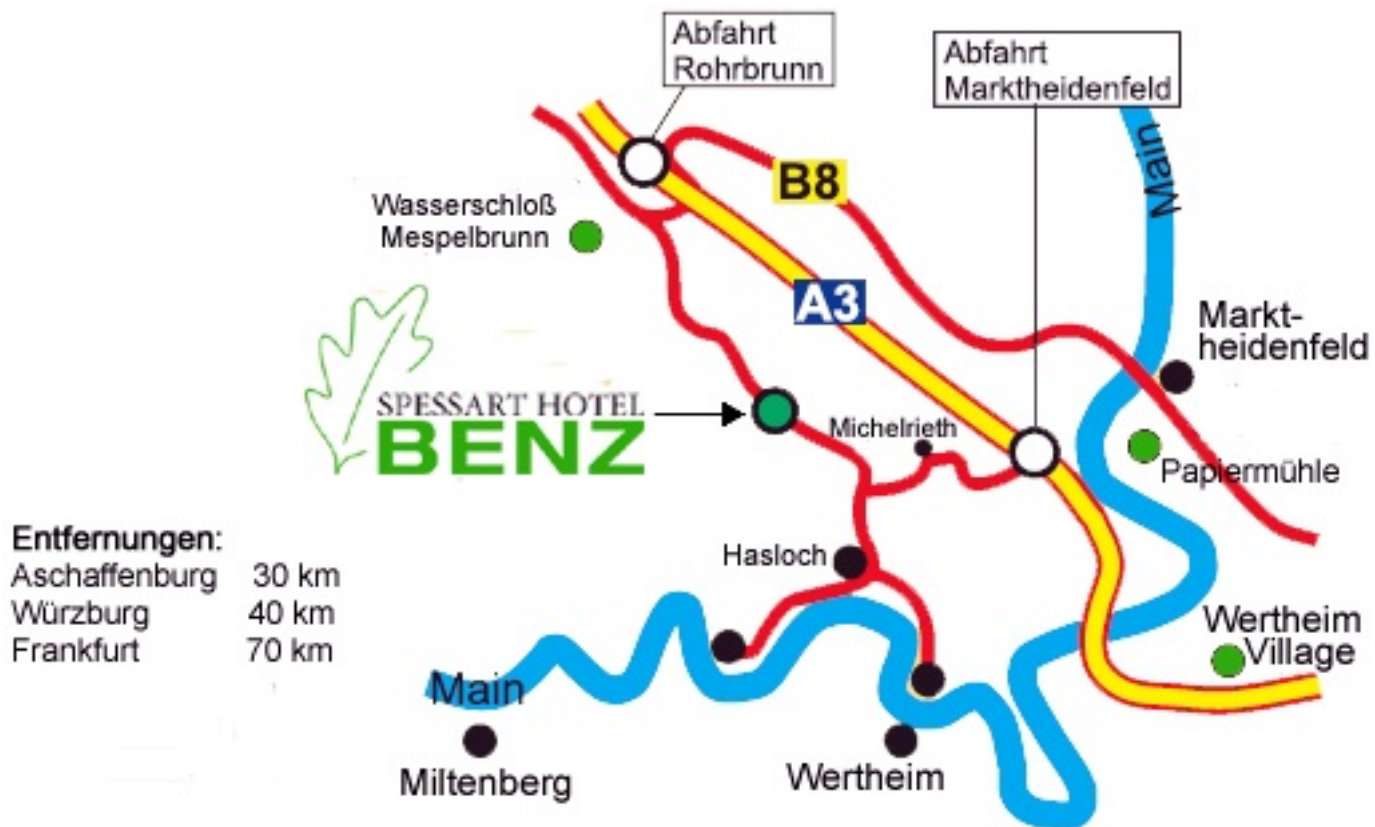 Abfahrt
Rohrbrunn
Abfahrt
Marktheidenfeld
Main
B8
Wasserschloß
Mespelbrunn
A3
Markt-
heidenfeld
SPESSART HOTEL
BENZ
Michelrieth
Papiermühle
Entfernungen:
Aschaffenburg 30 km
Würzburg 40 km
Frankfurt 70 km
Hasloch
Wertheim
Village
Main
Miltenberg
Wertheim